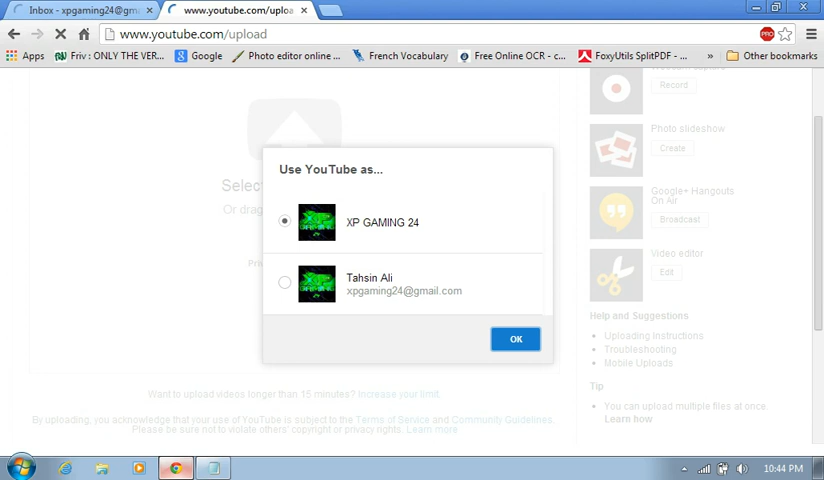 Inbox - xpgaming24@gm
www.youtube.com/uploa
www.youtube.com/upload
PRO
Apps
Friv : ONLY THE VER...
Google
Photo editor online ...
French Vocabulary
Free Online OCR - c...
FoxyUtils SplitPDF - ...
»
Other bookmarks
Record
Photo slideshow
Create
Google+ Hangouts
On Air
Broadcast
Video editor
Edit
Selec
Or drag
Use YouTube as...
XP GAMING 24
Tahsin Ali
xpgaming24@gmail.com
OK
Help and Suggestions
Uploading Instructions
Troubleshooting
Mobile Uploads
Tip
You can upload multiple files at once.
Learn how
Want to upload videos longer than 15 minutes? Increase your limit.
By uploading, you acknowledge that your use of YouTube is subject to the Terms of Service and Community Guidelines.
Please be sure not to violate others' copyright or privacy rights. Learn more
10:44 PM